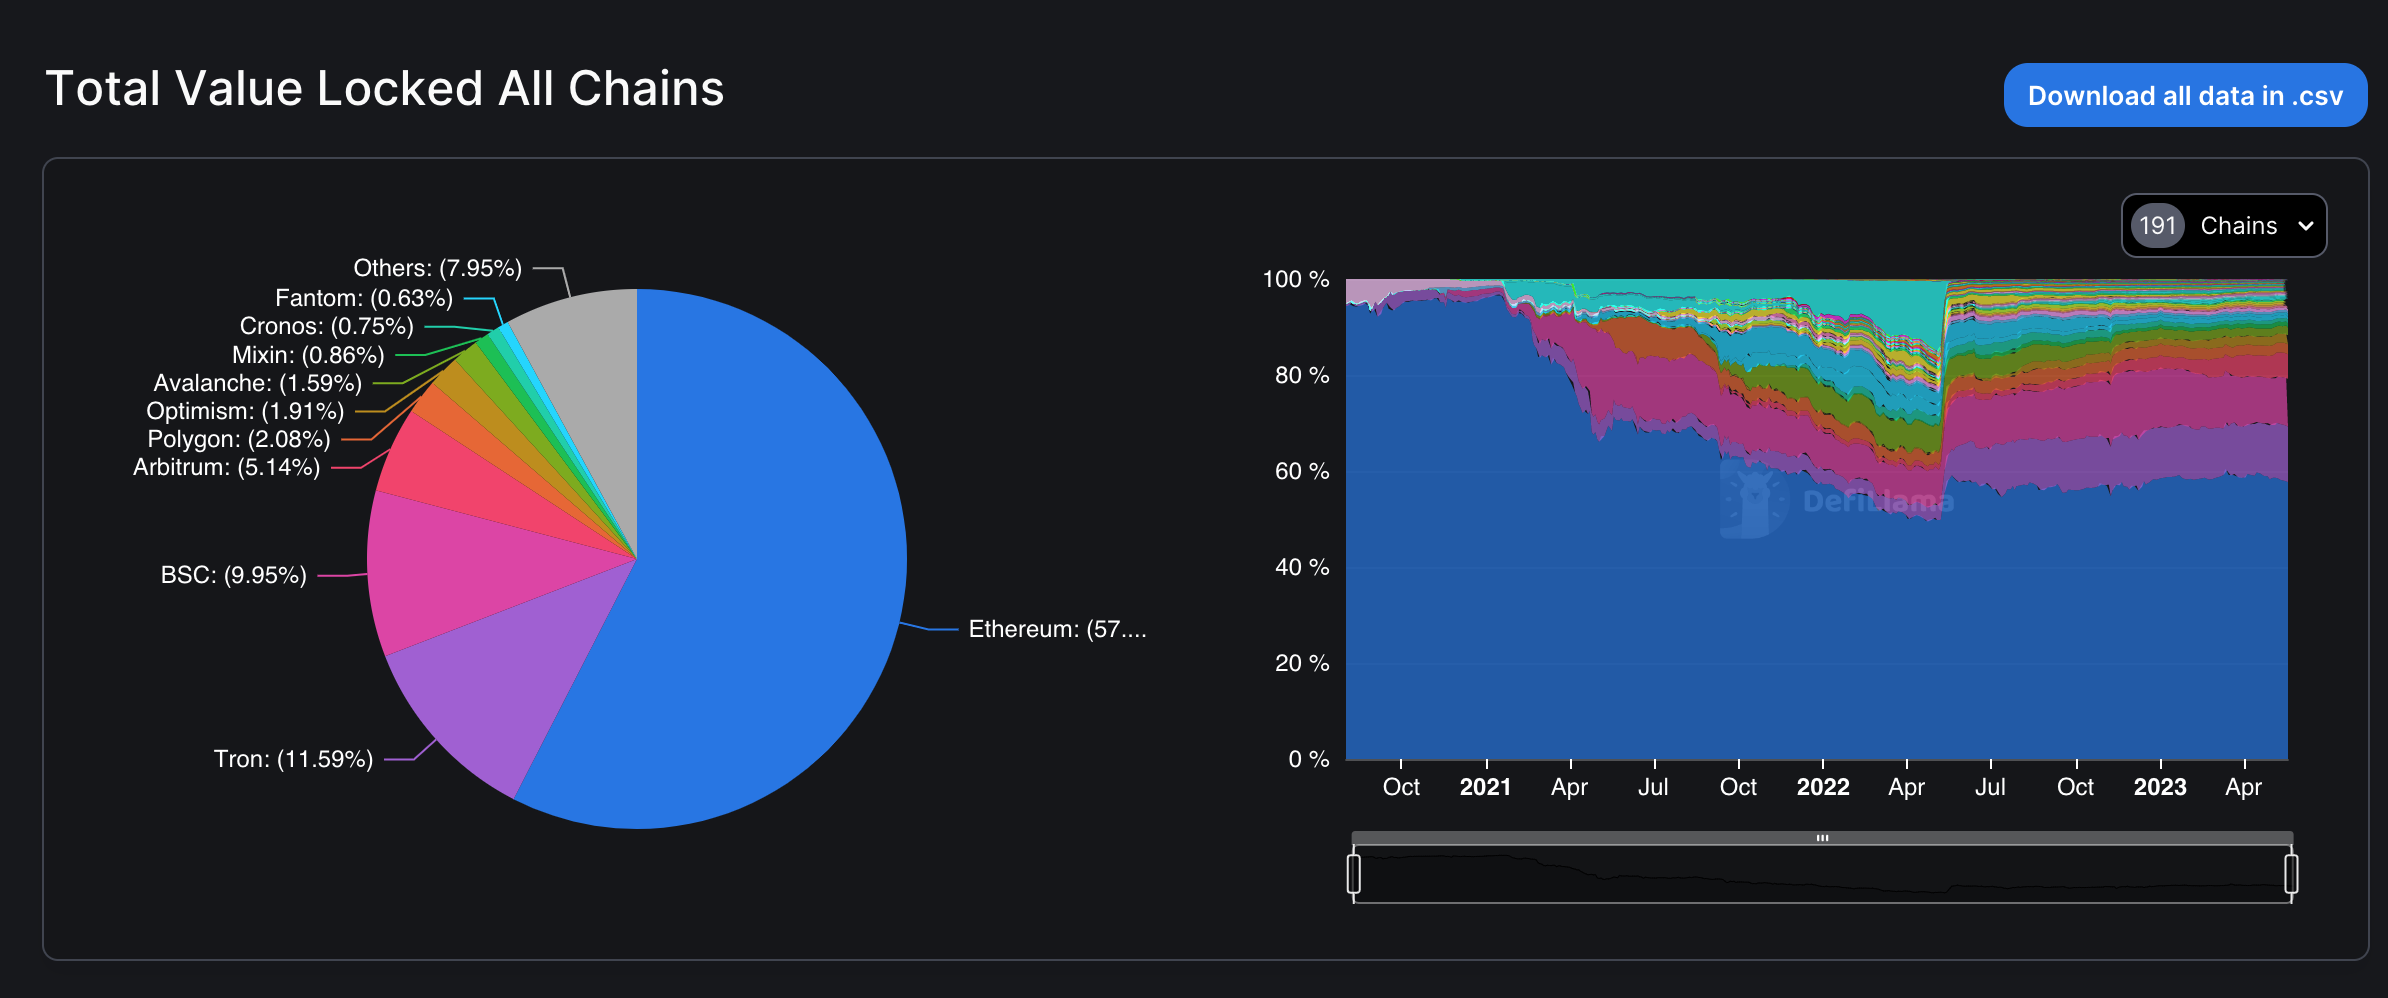 Total Value Locked All Chains
Download all data in .csv
191 Chains
Others: (7.95%)
Fantom: (0.63%)
Cronos: (0.75%)
Mixin: (0.86%)
Avalanche: (1.59%)
Optimism: (1.91%)
Polygon: (2.08%)
Arbitrum: (5.14%)
BSC: (9.95%)
Tron: (11.59%)
Ethereum: (57....
100 %
80 %
60 %
40 %
20 %
0 %
DefiLlama
Oct 2021 Apr Jul Oct 2022 Apr Jul Oct 2023 Apr